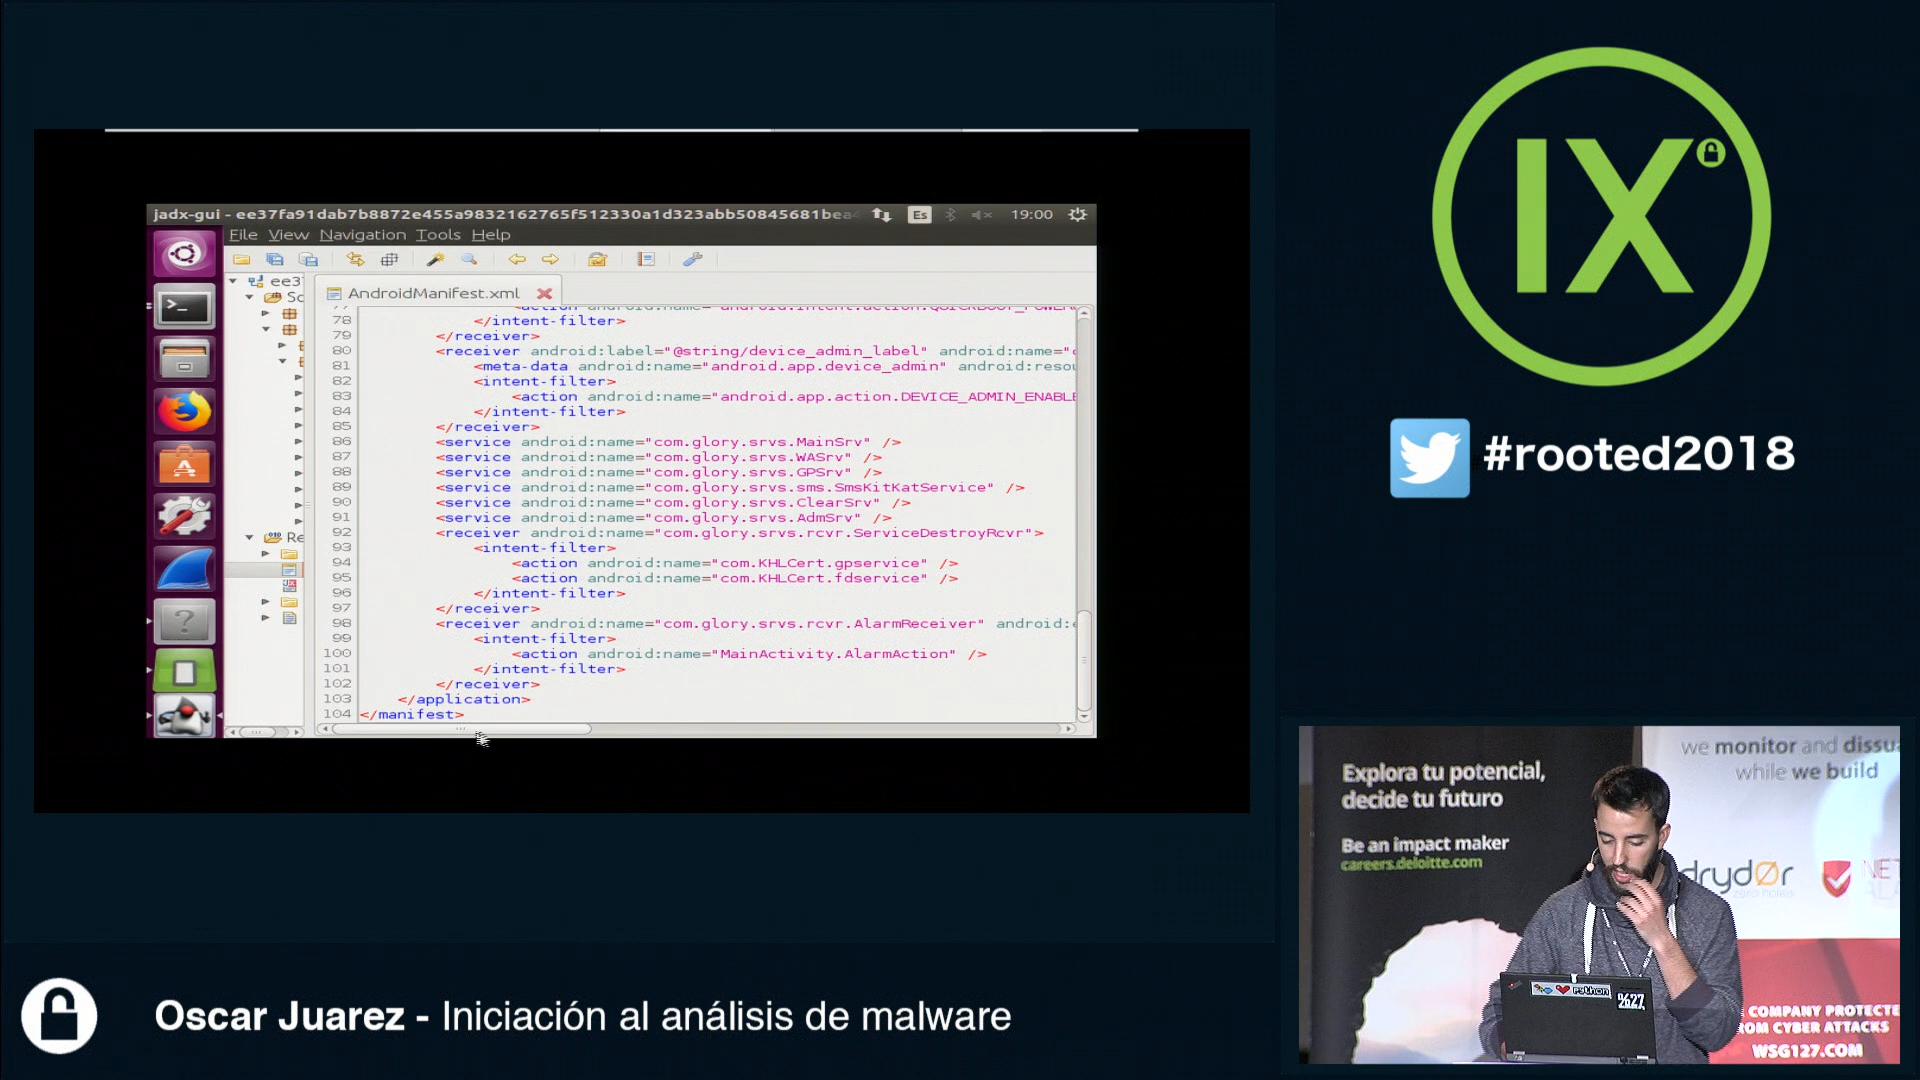 jadx-gui - ee37fa91dab7b8872e455a9832162765f512330a1d323abb50845681bea
Es
19:00
File View Navigation Tools Help
ee3
Sc
Re
AndroidManifest.xml
78 </intent-filter>
79 </receiver>
80 <receiver android:label="@string/device_admin_label" android:name="
81 <meta-data android:name="android.app.device_admin" android:resou
82 <intent-filter>
83 <action android:name="android.app.action.DEVICE_ADMIN_ENABLE
84 </intent-filter>
85 </receiver>
86 <service android:name="com.glory.srvs.MainSrv" />
87 <service android:name="com.glory.srvs.WASrv" />
88 <service android:name="com.glory.srvs.GPSrv" />
89 <service android:name="com.glory.srvs.sms.SmsKitKatService" />
90 <service android:name="com.glory.srvs.ClearSrv" />
91 <service android:name="com.glory.srvs.AdmSrv" />
92 <receiver android:name="com.glory.srvs.rcvr.ServiceDestroyRcvr">
93 <intent-filter>
94 <action android:name="com.KHLCert.gpservice" />
95 <action android:name="com.KHLCert.fdservice" />
96 </intent-filter>
97 </receiver>
98 <receiver android:name="com.glory.srvs.rcvr.AlarmReceiver" android:
99 <intent-filter>
100 <action android:name="MainActivity.AlarmAction" />
101 </intent-filter>
102 </receiver>
103 </application>
104 </manifest>
IX
#rooted2018
Explora tu potencial,
decide tu futuro
Be an impact maker
careers.deloitte.com
we monitor and dissua
while we build
drydør
NE
python
%27
COMPANY PROTECTE
ROM CYBER ATTACKS
WSG127.COM
Oscar Juarez - Iniciación al análisis de malware